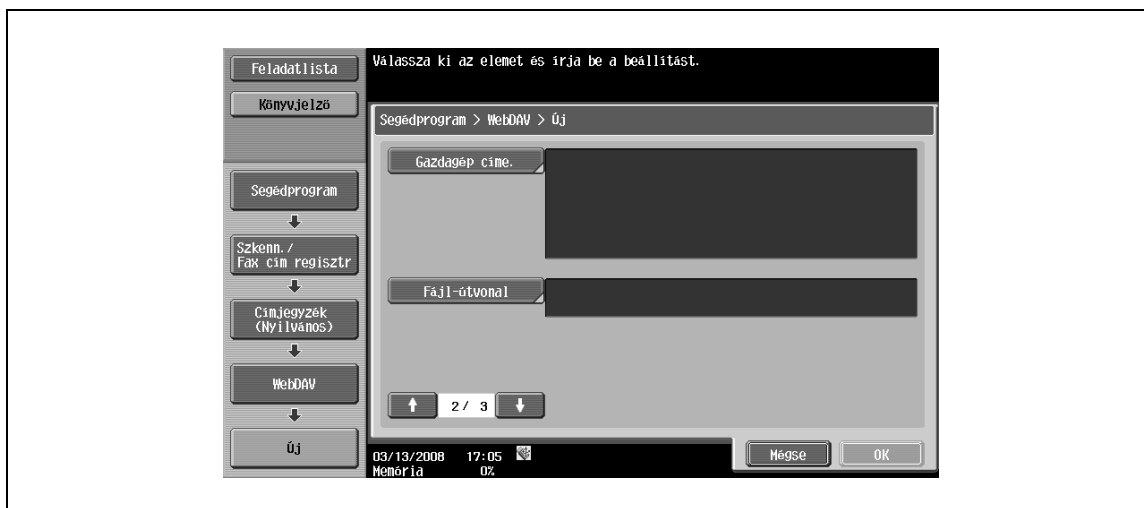 Feladatlista
Könyvjelző
Segédprogram
Szkenn./
Fax cím regisztr
Címjegyzék
(Nyilvános)
WebDAV
Új
Válassza ki az elemet és írja be a beállítást.
Segédprogram > WebDAV > Új
Gazdagép címe.
Fájl-útvonal
2/ 3
03/13/2008 17:05
Memória 0%
Mégse
OK